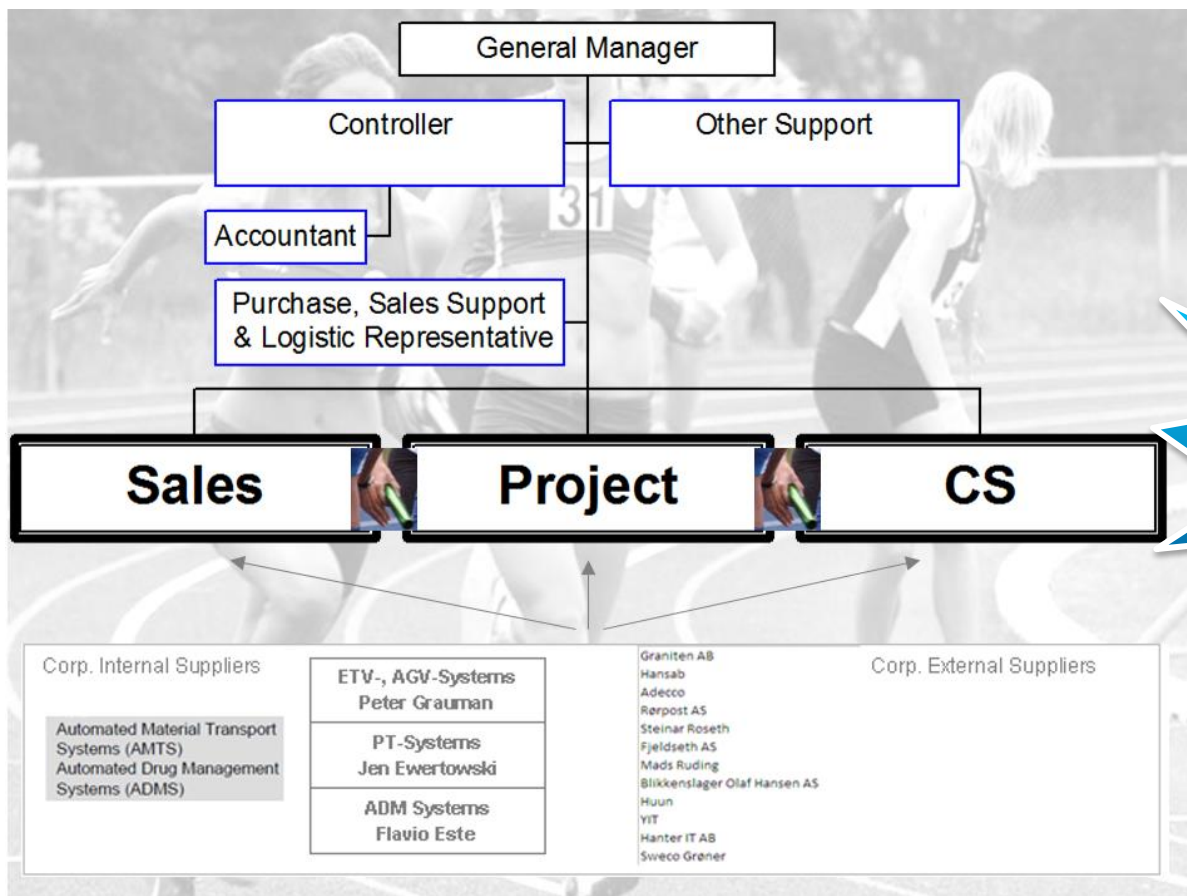 General Manager
Controller
Other Support
31
Accountant
Purchase, Sales Support
& Logistic Representative
Sales
Project
CS
Corp. Internal Suppliers
Automated Material Transport
Systems (AMTS)
Automated Drug Management
Systems (ADMS)
ETV-, AGV-Systems
Peter Grauman
PT-Systems
Jen Ewertowski
ADM Systems
Flavio Este
Graniten AB
Hansab
Adecco
Rørpost AS
Steinar Roseth
Fjeldseth AS
Mads Ruding
Blikkenslager Olaf Hansen AS
Huun
YIT
Hanter IT AB
Sweco Grøner
Corp. External Suppliers